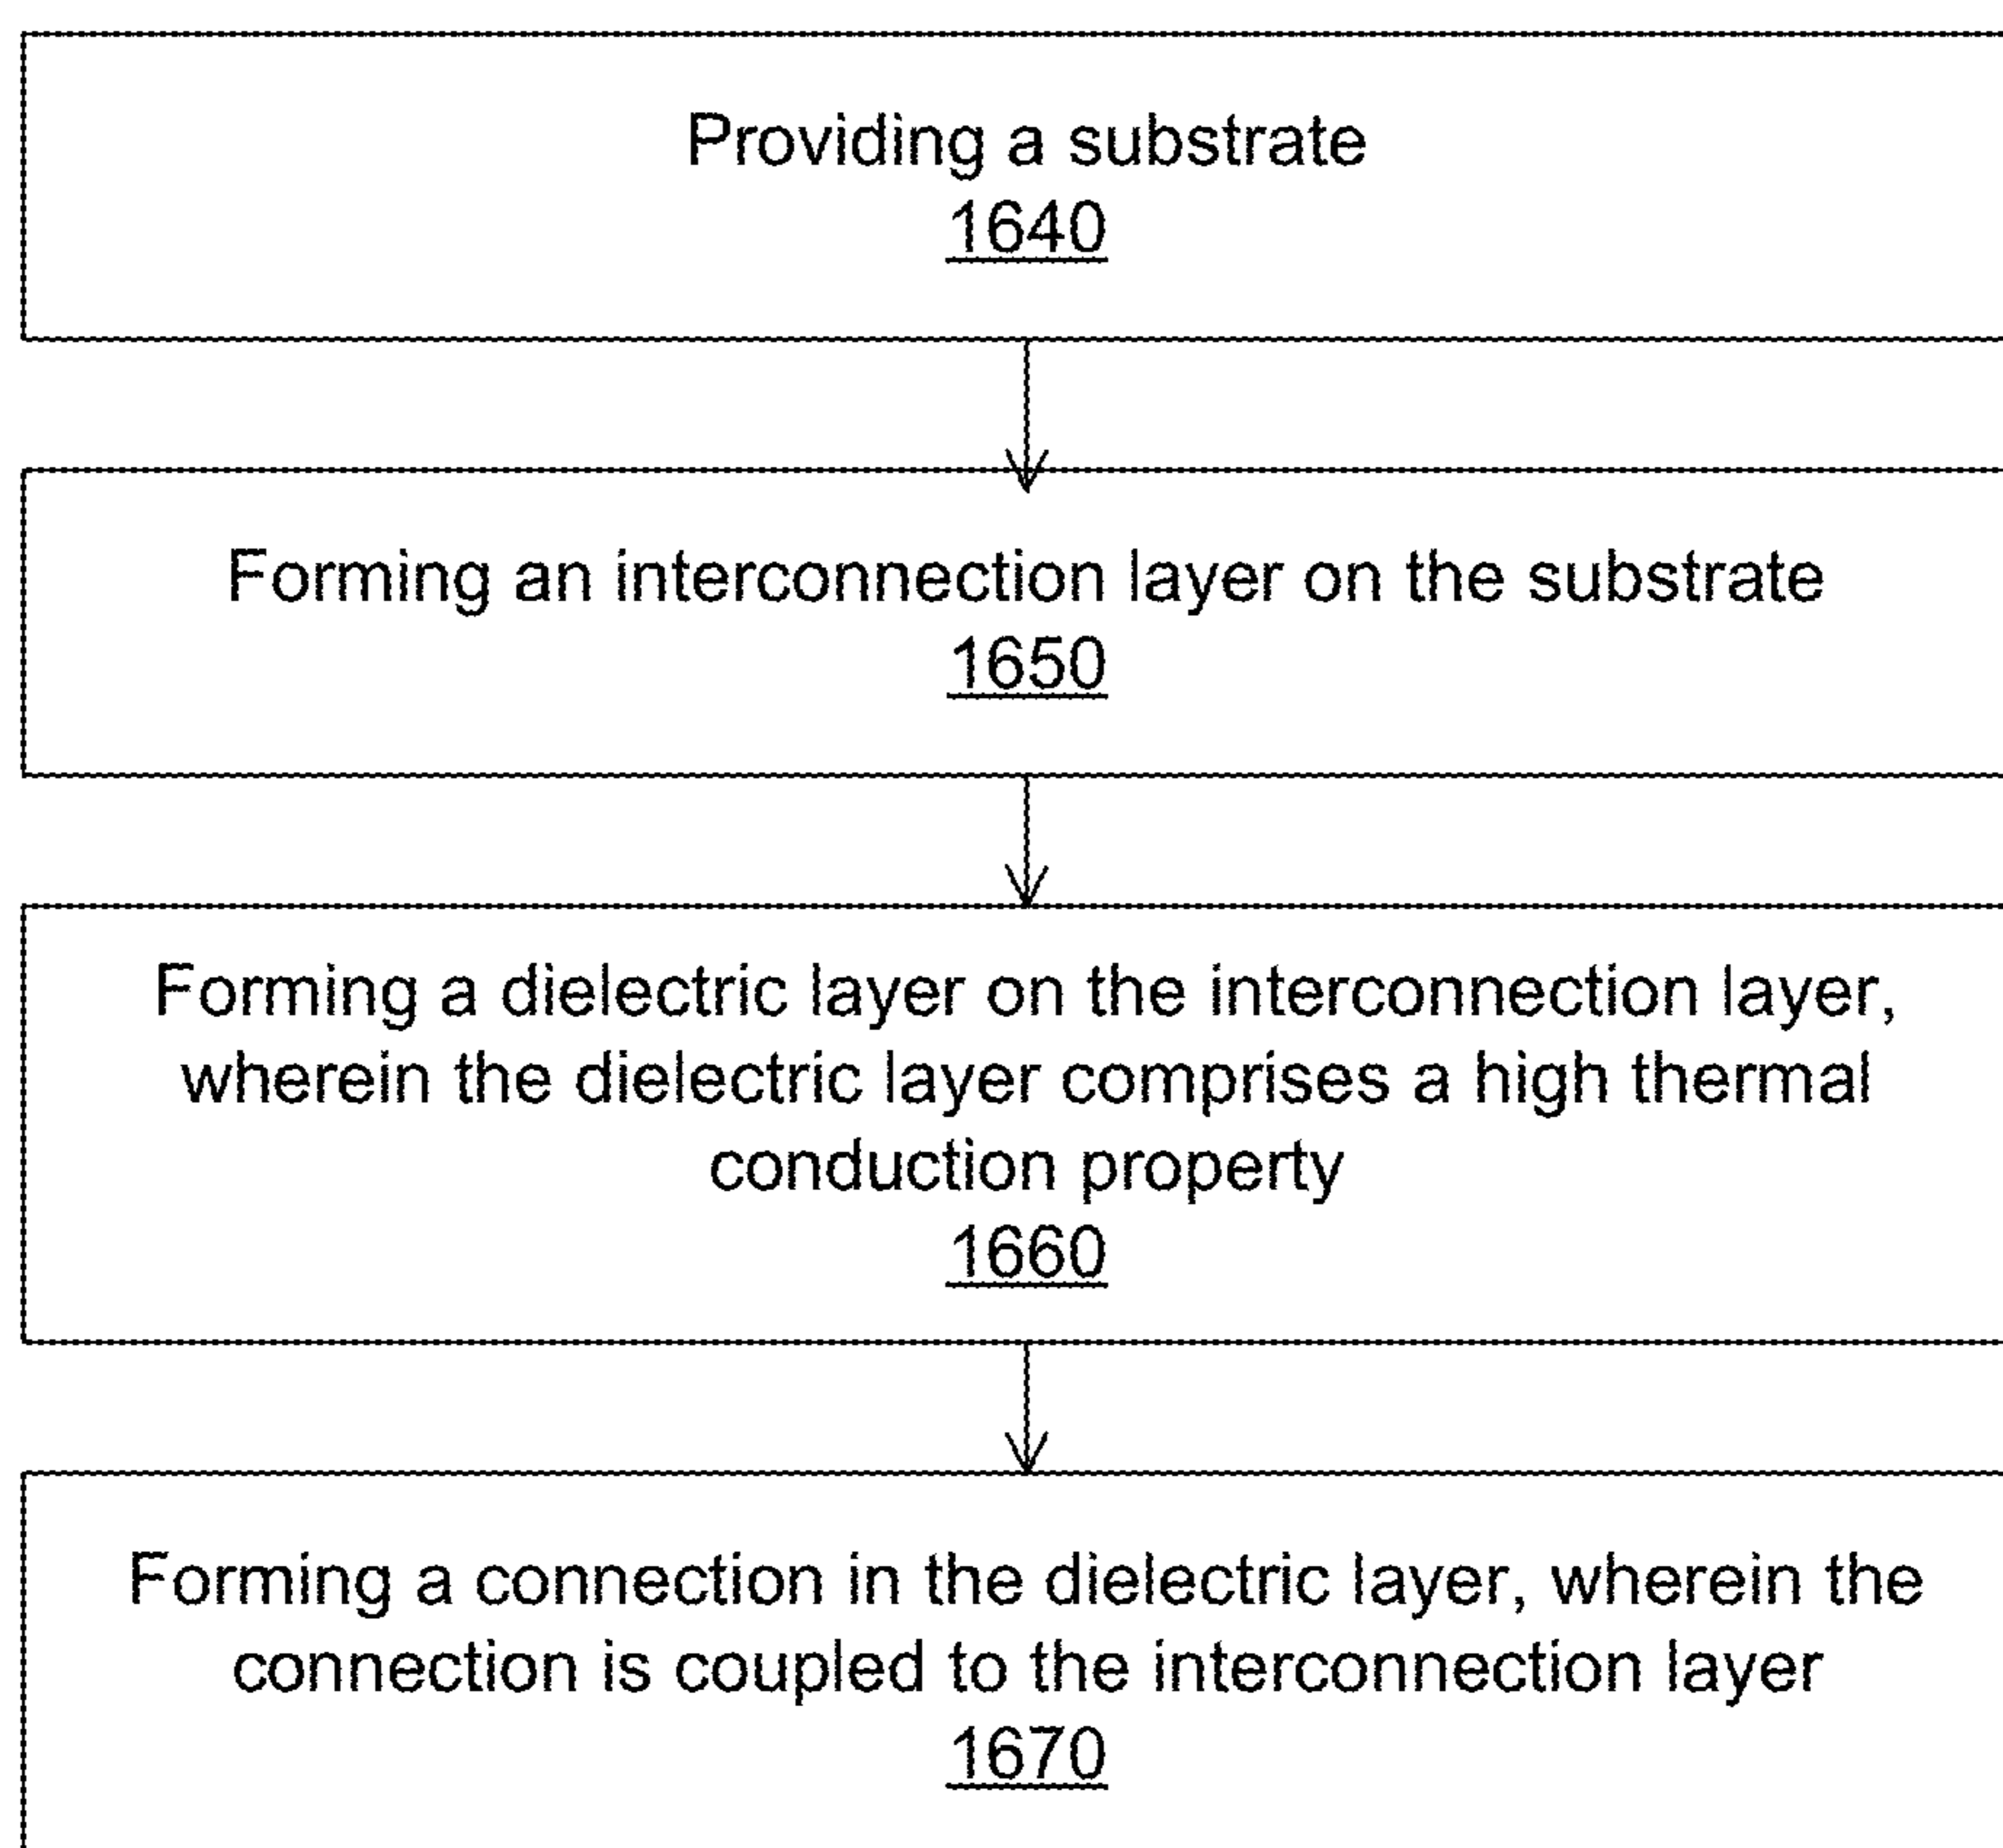 Providing a substrate
1640
Forming an interconnection layer on the substrate
1650
Forming a dielectric layer on the interconnection layer,
wherein the dielectric layer comprises a high thermal
conduction property
1660
Forming a connection in the dielectric layer, wherein the
connection is coupled to the interconnection layer
1670